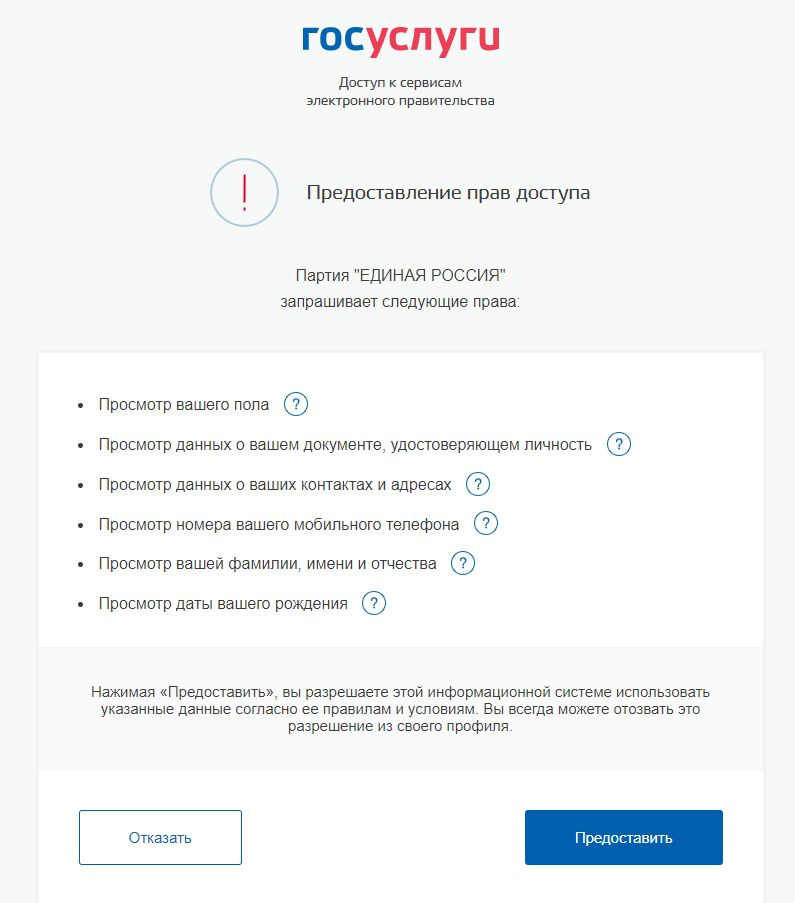 госуслуги
Доступ к сервисам
электронного правительства
!
Предоставление прав доступа
Партия "ЕДИНАЯ РОССИЯ"
запрашивает следующие права:
• Просмотр вашего пола ?
• Просмотр данных о вашем документе, удостоверяющем личность ?
• Просмотр данных о ваших контактах и адресах ?
• Просмотр номера вашего мобильного телефона ?
• Просмотр вашей фамилии, имени и отчества ?
• Просмотр даты вашего рождения ?
Нажимая «Предоставить», вы разрешаете этой информационной системе использовать
указанные данные согласно ее правилам и условиям. Вы всегда можете отозвать это
разрешение из своего профиля.
Отказать
Предоставить